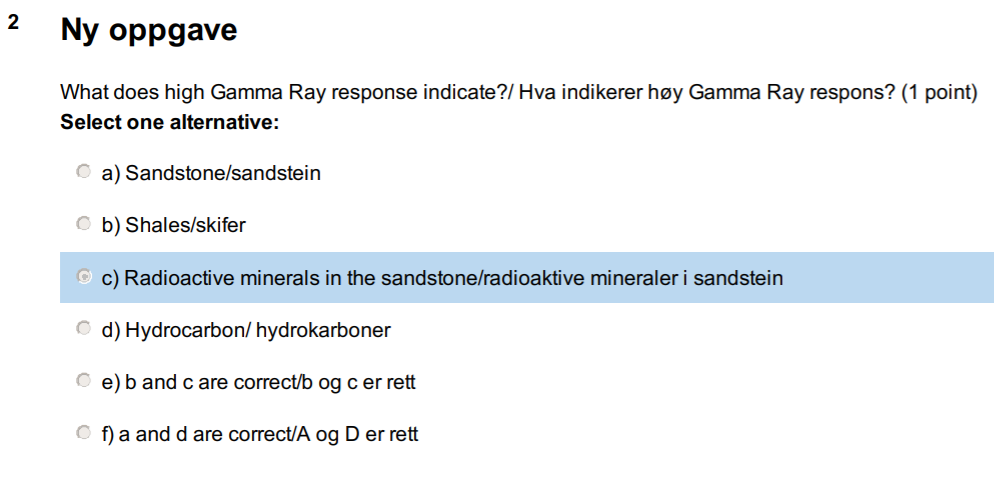 2
Ny oppgave
What does high Gamma Ray response indicate?/ Hva indikerer høy Gamma Ray respons? (1 point)
Select one alternative:
a) Sandstone/sandstein
b) Shales/skifer
c) Radioactive minerals in the sandstone/radioaktive mineraler i sandstein
d) Hydrocarbon/ hydrokarboner
e) b and c are correct/b og c er rett
f) a and d are correct/A og D er rett